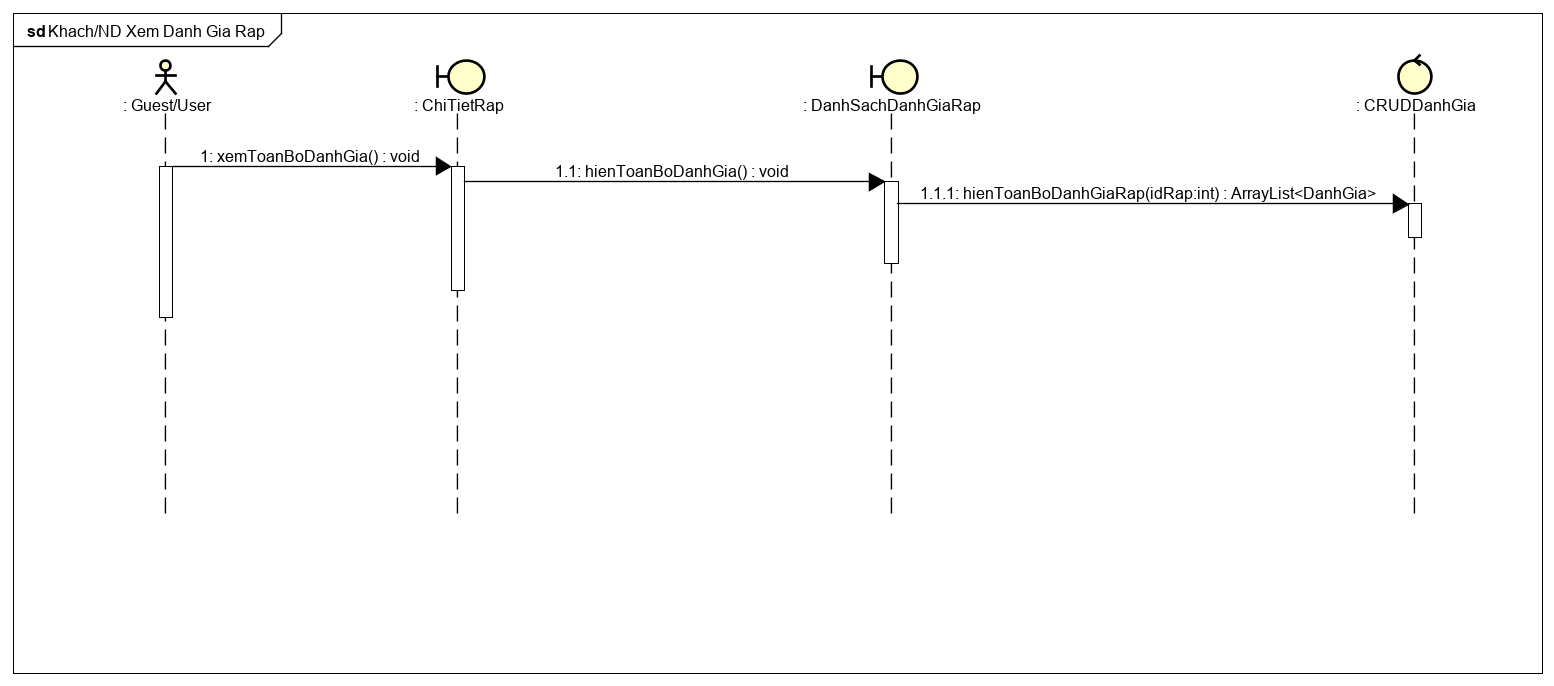 sd Khach/ND Xem Danh Gia Rap
: Guest/User
: ChiTietRap
: DanhSachDanhGiaRap
: CRUDDanhGia
1: xemToanBoDanhGia() : void
1.1: hienToanBoDanhGia() : void
1.1.1: hienToanBoDanhGiaRap(idRap:int) : ArrayList<DanhGia>